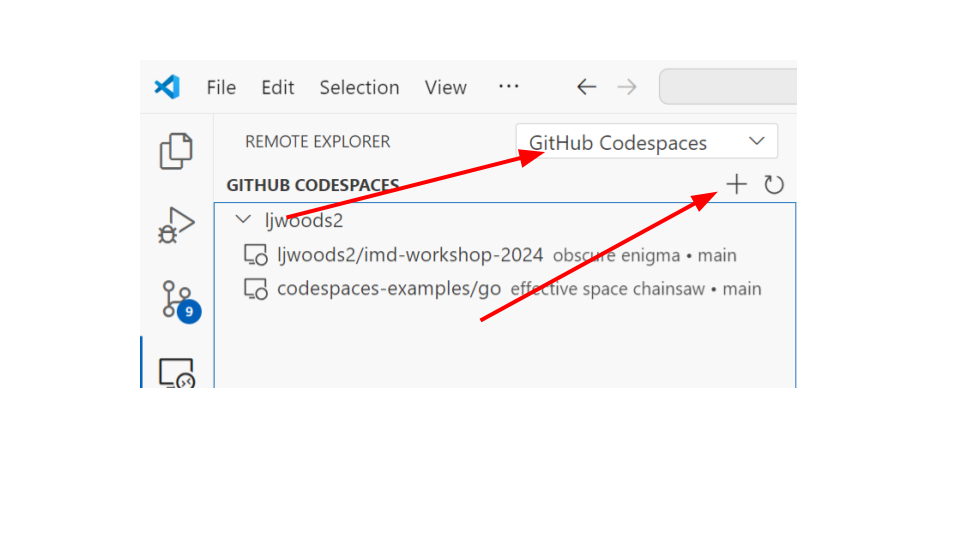 File Edit Selection View ...
REMOTE EXPLORER GitHub Codespaces
GITHUB CODESPACES
ljwoods2
ljwoods2/imd-workshop-2024 obscure enigma • main
codespaces-examples/go effective space chainsaw • main
9